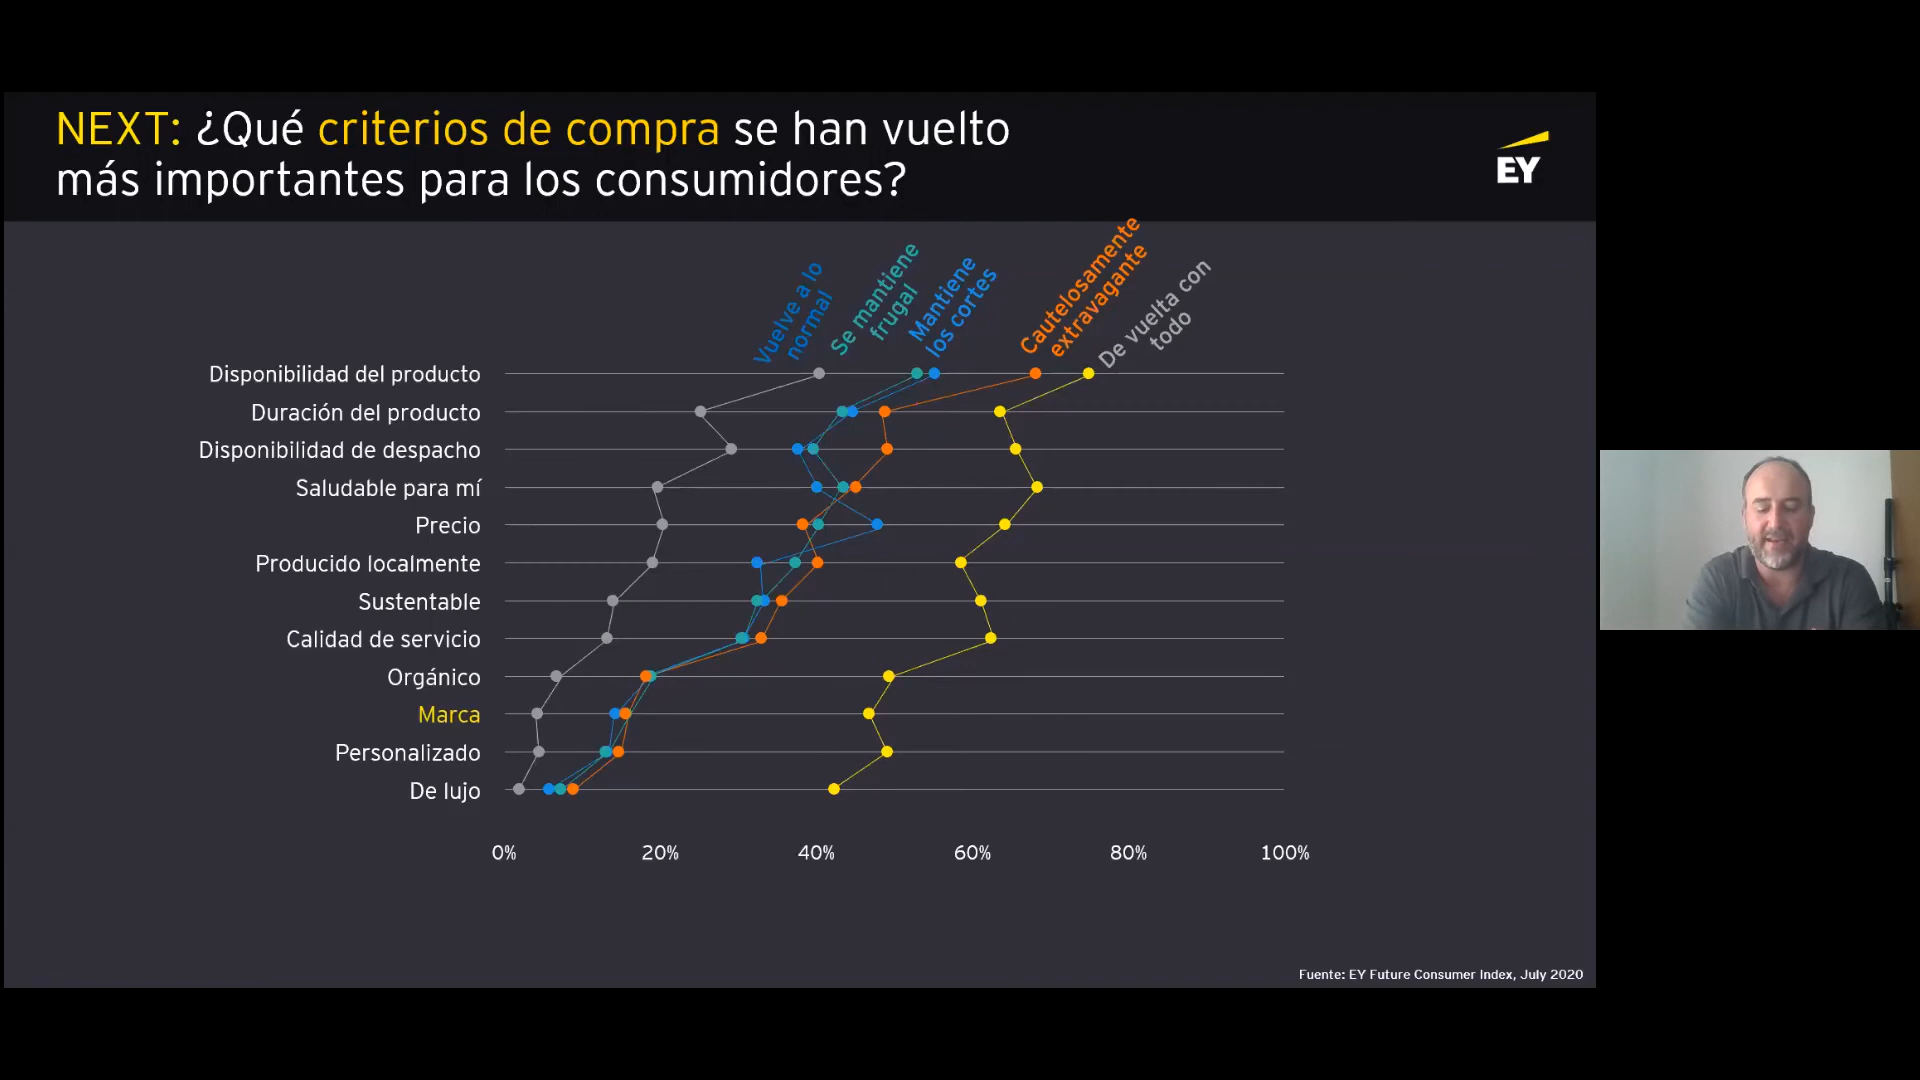 NEXT: ¿Qué criterios de compra se han vuelto
más importantes para los consumidores?
EY
Vuelve a lo
normal
Se mantiene
frugal
Mantiene
los cortes
Cautelosamente
extravagante
De vuelta con
todo
Disponibilidad del producto
Duración del producto
Disponibilidad de despacho
Saludable para mí
Precio
Producido localmente
Sustentable
Calidad de servicio
Orgánico
Marca
Personalizado
De lujo
0% 20% 40% 60% 80% 100%
Fuente: EY Future Consumer Index, July 2020